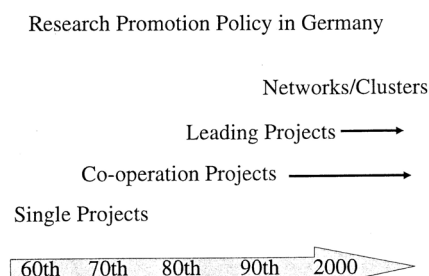 Research Promotion Policy in Germany
Networks/Clusters
Leading Projects
Co-operation Projects
Single Projects
60th 70th 80th 90th 2000